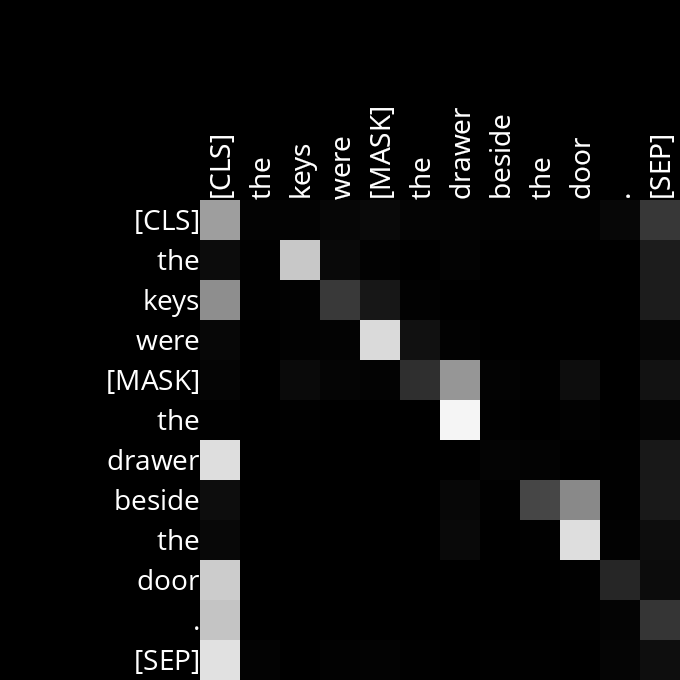 [CLS] the keys were [MASK] the drawer beside the door . [SEP]
[CLS]
the
keys
were
[MASK]
the
drawer
beside
the
door
.
[SEP]